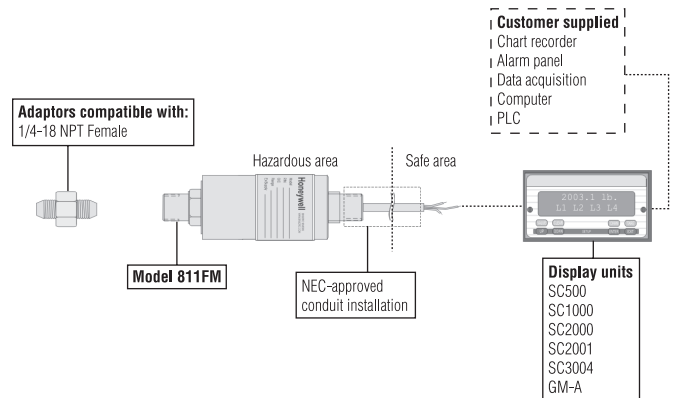 Customer supplied
Chart recorder
Alarm panel
Data acquisition
Computer
PLC
Adaptors compatible with:
1/4-18 NPT Female
Hazardous area
Safe area
Honeywell
2003.1 lb.
L1 L2 L3 L4
Model 811FM
NEC-approved
conduit installation
Display units
SC500
SC1000
SC2000
SC2001
SC3004
GM-A